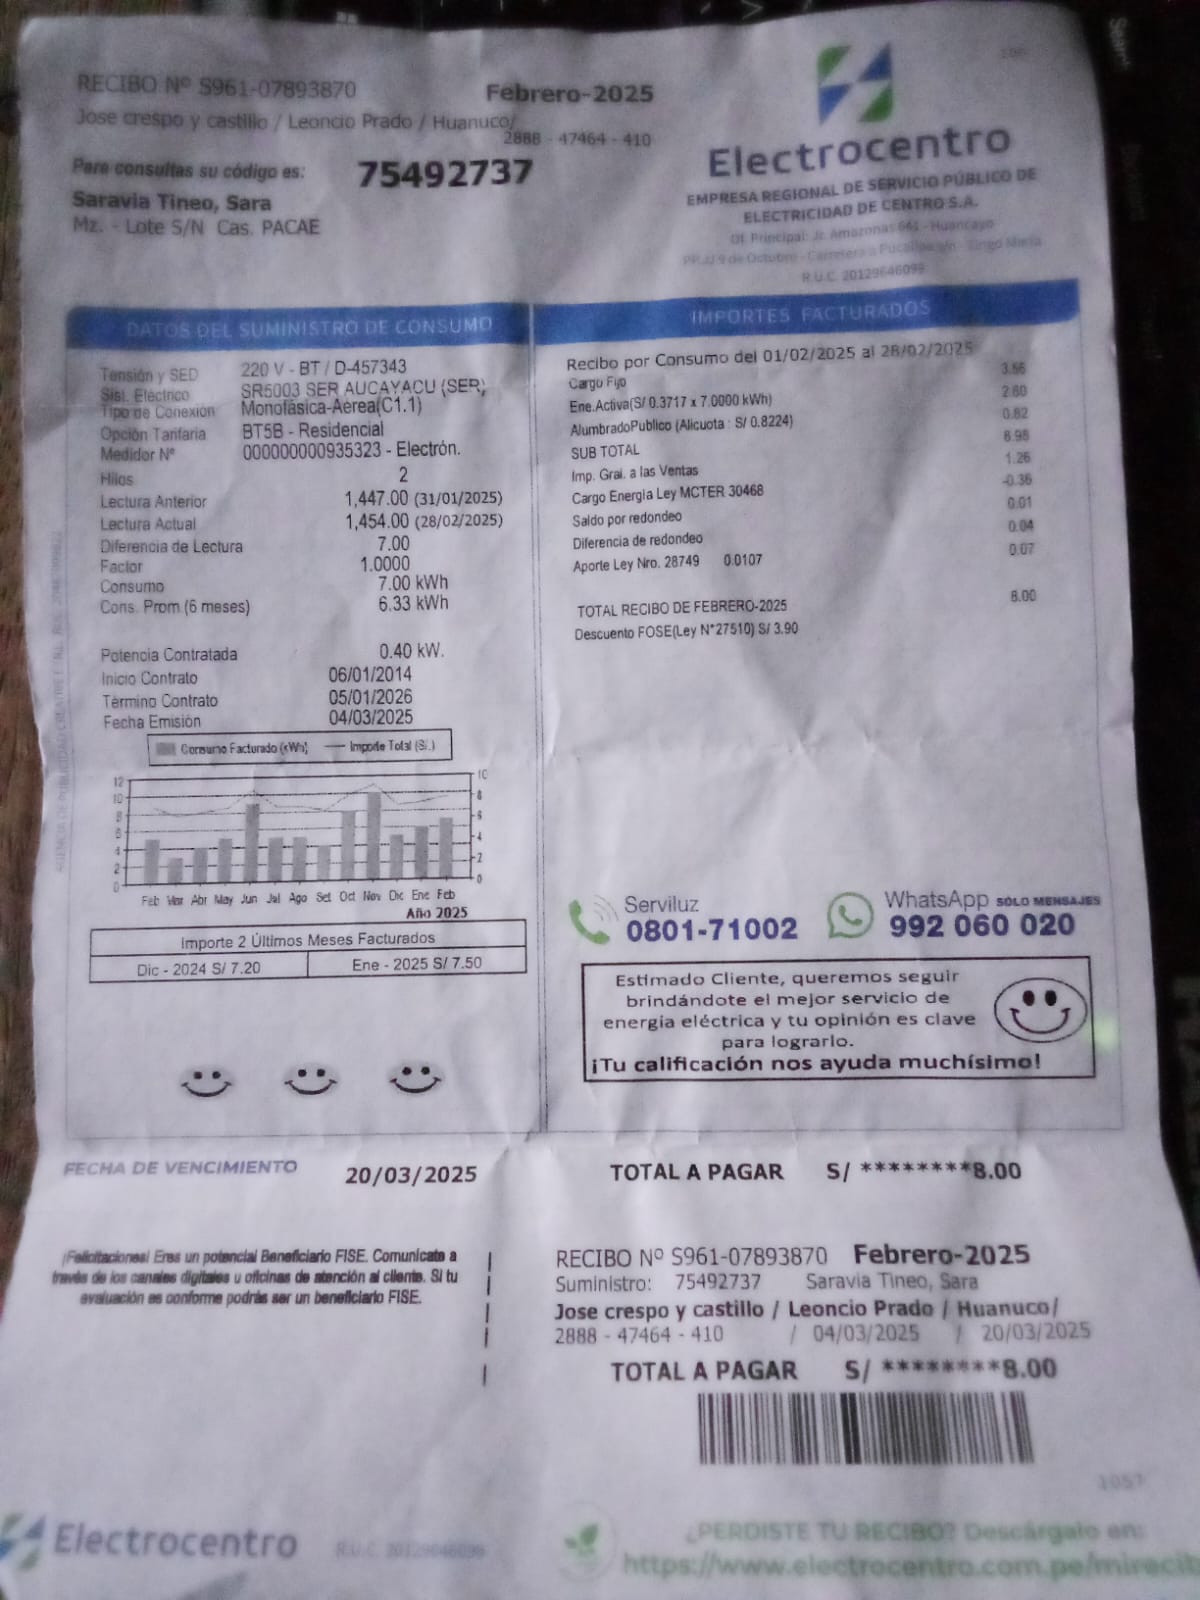 RECIBO Nº S961-07893870
Febrero-2025
Jose crespo y castillo / Leoncio Prado / Huanuco/
2888 - 47464 - 410
Para consultas su código es: 75492737
Saravia Tineo, Sara
Mz. - Lote S/N Cas. PACAE
Electrocentro
EMPRESA REGIONAL DE SERVICIO PÚBLICO DE
ELECTRICIDAD DE CENTRO S.A.
Of. Principal: Jr. Amazonas 641 - Huancayo
PP.JJ 9 de Octubre - Carretera a Pucallpa s/n - Tingo María
R.U.C. 20129646099
DATOS DEL SUMINISTRO DE CONSUMO
Tensión y SED 220 V - BT / D-457343
Sist. Eléctrico SR5003 SER AUCAYACU (SER)
Tipo de Conexión Monofásica-Aérea(C1.1)
Opción Tarifaria BT5B - Residencial
Medidor Nº 000000000935323 - Electrón.
Hilos 2
Lectura Anterior 1,447.00 (31/01/2025)
Lectura Actual 1,454.00 (28/02/2025)
Diferencia de Lectura 7.00
Factor 1.0000
Consumo 7.00 kWh
Cons. Prom (6 meses) 6.33 kWh
Potencia Contratada 0.40 kW.
Inicio Contrato 06/01/2014
Término Contrato 05/01/2026
Fecha Emisión 04/03/2025
Consumo Facturado (kWh) Importe Total (S/.)
12 10
10 8
8 6
6 4
4 2
2 0
0
Feb Mar Abr May Jun Jul Ago Set Oct Nov Dic Ene Feb
Año 2025
Importe 2 Últimos Meses Facturados
Dic - 2024 S/ 7.20 Ene - 2025 S/ 7.50
IMPORTES FACTURADOS
Recibo por Consumo del 01/02/2025 al 28/02/2025
Cargo Fijo 3.56
Ene.Activa(S/ 0.3717 x 7.0000 kWh) 2.60
AlumbradoPublico (Alicuota : S/ 0.8224) 0.82
SUB TOTAL 6.98
Imp. Gral. a las Ventas 1.26
Cargo Energia Ley MCTER 30468 -0.36
Saldo por redondeo 0.01
Diferencia de redondeo 0.04
Aporte Ley Nro. 28749 0.0107 0.07
TOTAL RECIBO DE FEBRERO-2025 8.00
Descuento FOSE(Ley N°27510) S/ 3.90
Serviluz
0801-71002
WhatsApp SÓLO MENSAJES
992 060 020
Estimado Cliente, queremos seguir
brindándote el mejor servicio de
energía eléctrica y tu opinión es clave
para lograrlo.
¡Tu calificación nos ayuda muchísimo!
FECHA DE VENCIMIENTO 20/03/2025
TOTAL A PAGAR S/ ********8.00
¡Felicitaciones! Eres un potencial Beneficiario FISE. Comunícate a
través de los canales digitales u oficinas de atención al cliente. Si tu
evaluación es conforme podrás ser un beneficiario FISE.
RECIBO Nº S961-07893870 Febrero-2025
Suministro: 75492737 Saravia Tineo, Sara
Jose crespo y castillo / Leoncio Prado / Huanuco/
2888 - 47464 - 410 / 04/03/2025 / 20/03/2025
TOTAL A PAGAR S/ ********8.00
1057
Electrocentro R.U.C. 20129646099
¿PERDISTE TU RECIBO? Descárgalo en:
https://www.electrocentro.com.pe/mirecib